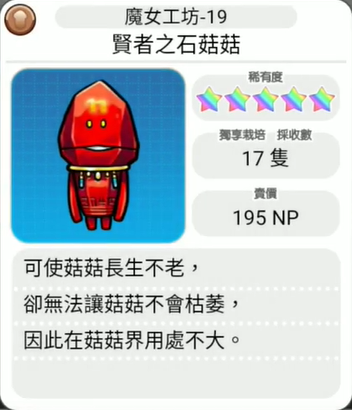 魔女工坊-19
賢者之石菇菇
稀有度
獨享栽培 採收數
17 隻
賣價
195 NP
可使菇菇長生不老，
卻無法讓菇菇不會枯萎，
因此在菇菇界用處不大。